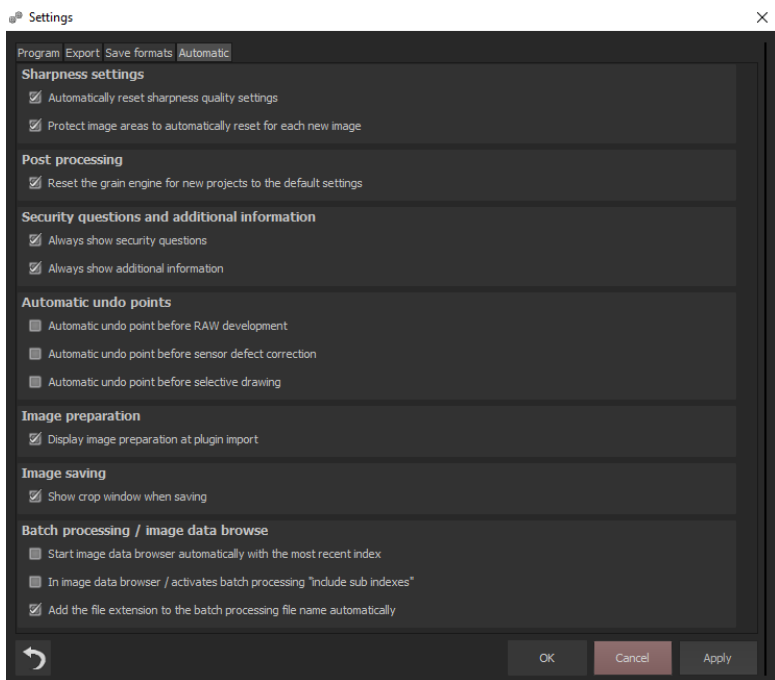 Settings
Program Export Save formats Automatic
Sharpness settings
Automatically reset sharpness quality settings
Protect image areas to automatically reset for each new image
Post processing
Reset the grain engine for new projects to the default settings
Security questions and additional information
Always show security questions
Always show additional information
Automatic undo points
Automatic undo point before RAW development
Automatic undo point before sensor defect correction
Automatic undo point before selective drawing
Image preparation
Display image preparation at plugin import
Image saving
Show crop window when saving
Batch processing / image data browse
Start image data browser automatically with the most recent index
In image data browser / activates batch processing "include sub indexes"
Add the file extension to the batch processing file name automatically
OK Cancel Apply